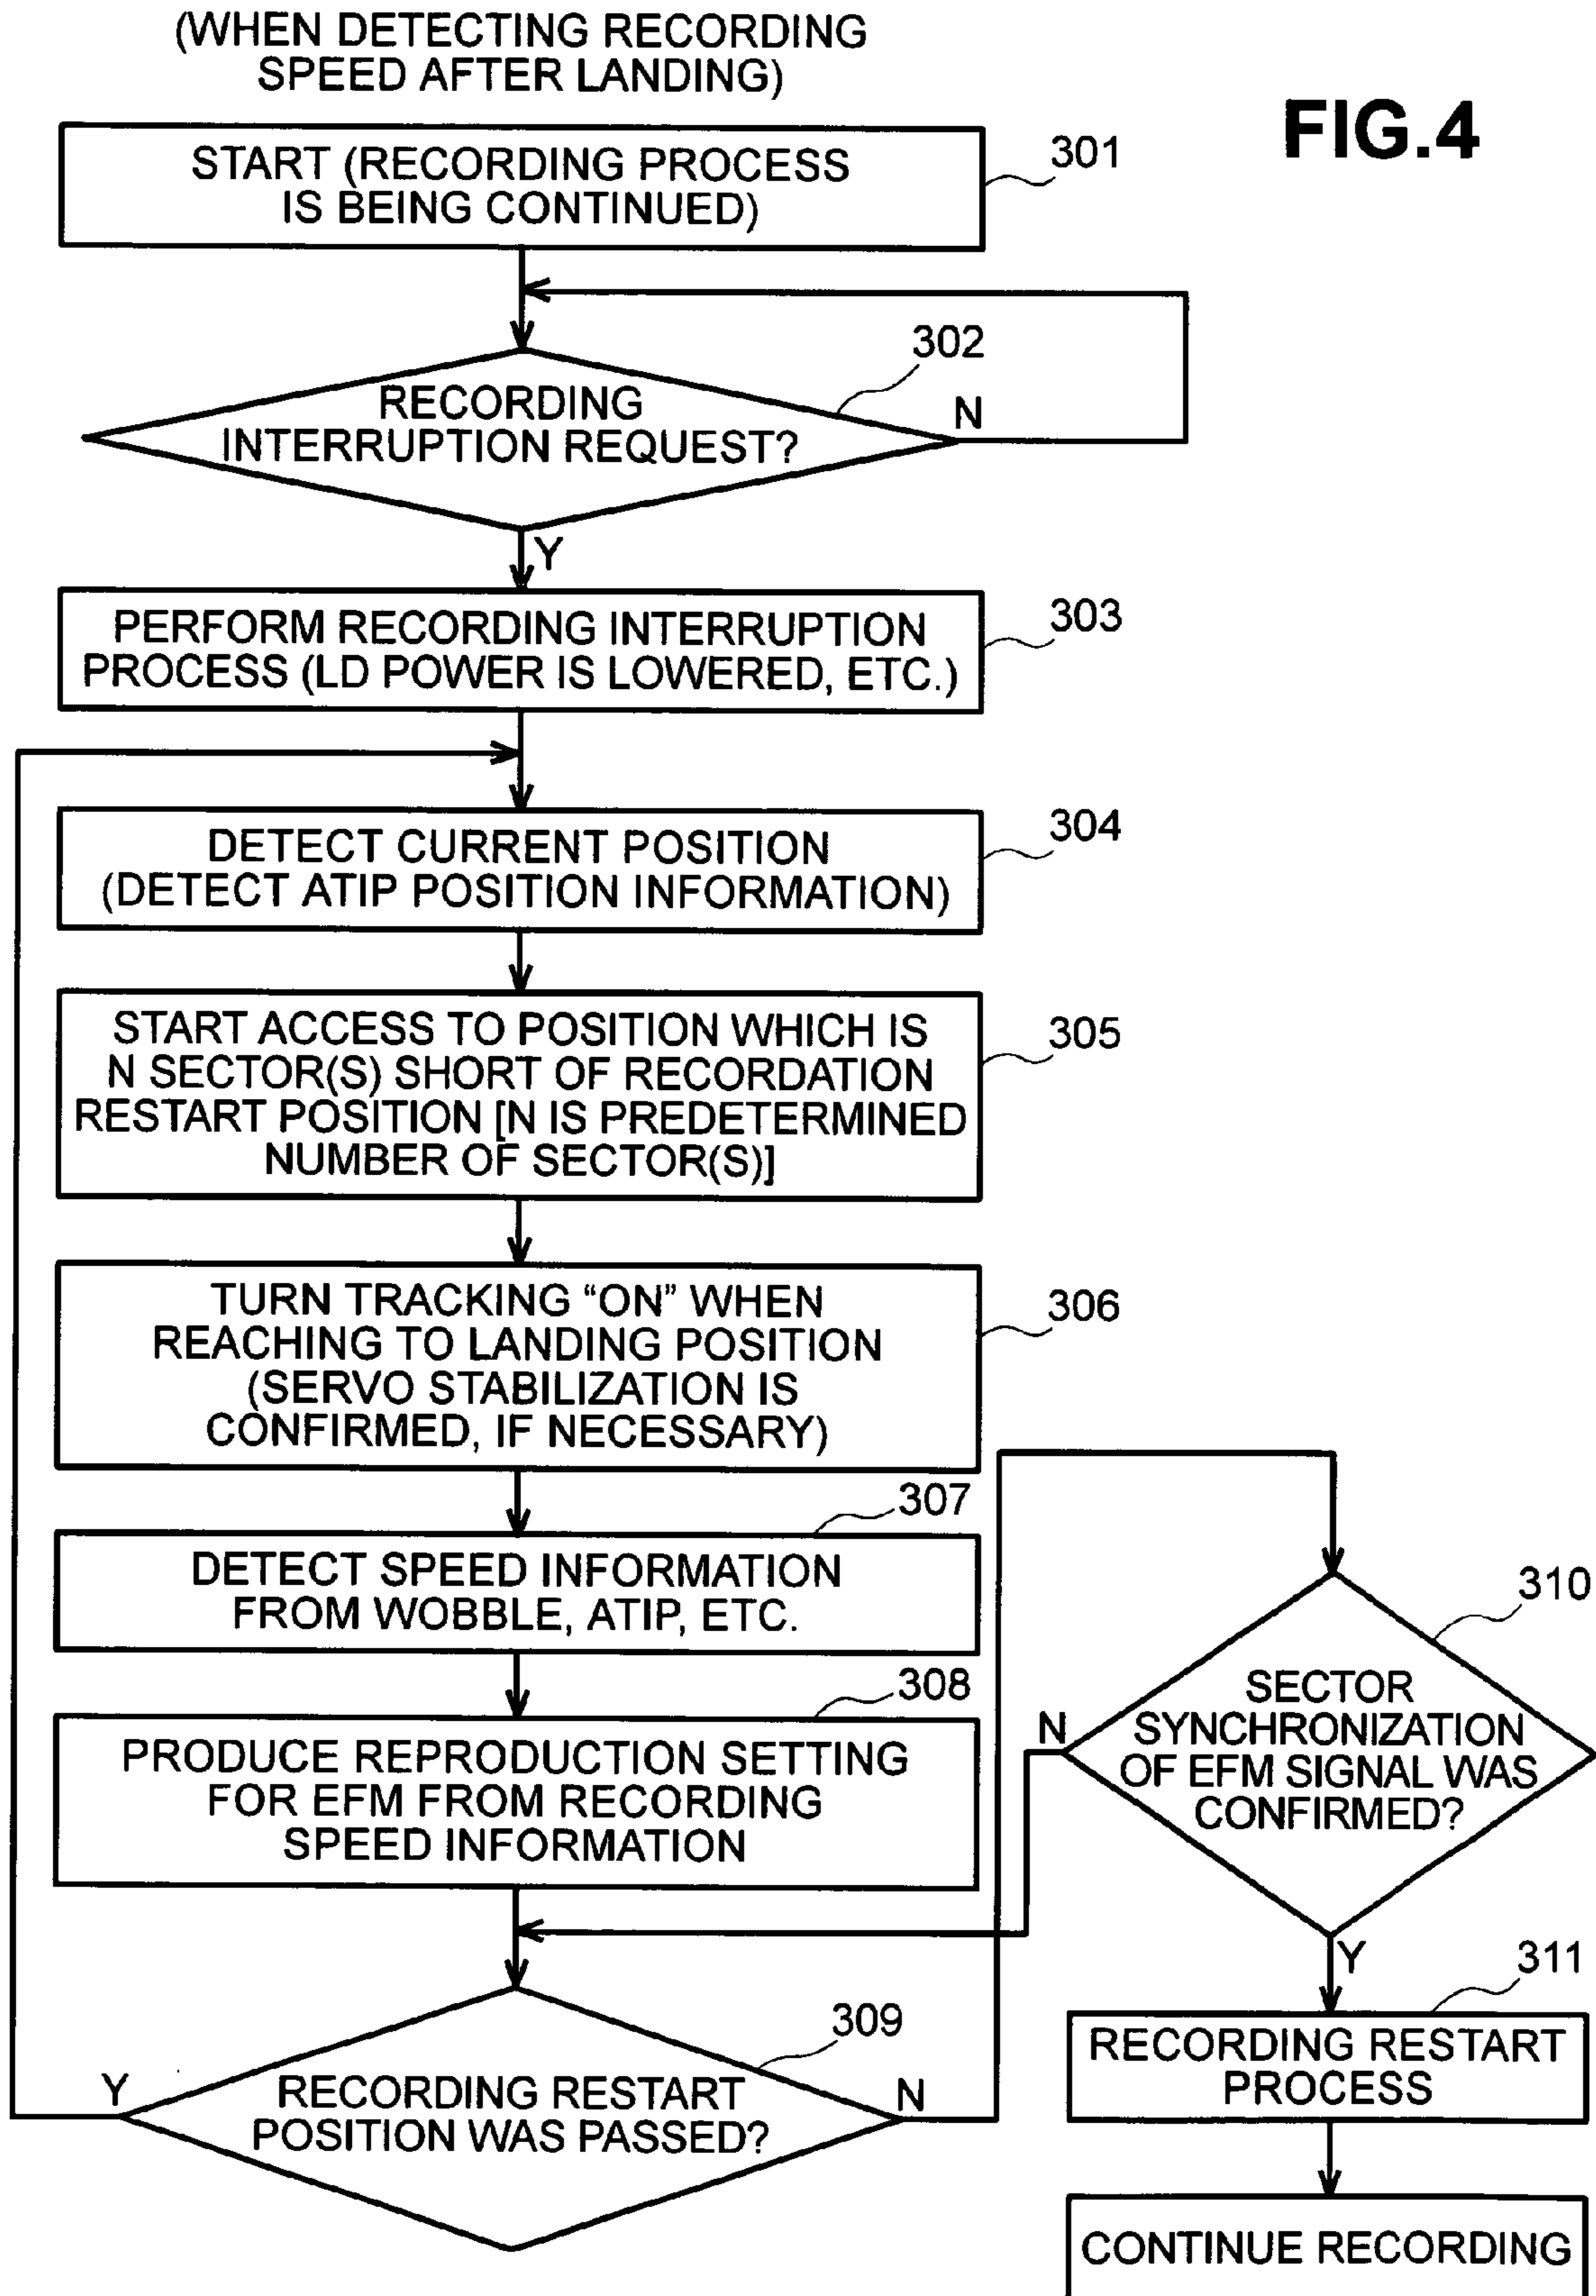 (WHEN DETECTING RECORDING
SPEED AFTER LANDING)
FIG.4
START (RECORDING PROCESS
IS BEING CONTINUED)
301
302
RECORDING
INTERRUPTION REQUEST?
N
Y
PERFORM RECORDING INTERRUPTION
PROCESS (LD POWER IS LOWERED, ETC.)
303
DETECT CURRENT POSITION
(DETECT ATIP POSITION INFORMATION)
304
START ACCESS TO POSITION WHICH IS
N SECTOR(S) SHORT OF RECORDATION
RESTART POSITION [N IS PREDETERMINED
NUMBER OF SECTOR(S)]
305
TURN TRACKING “ON” WHEN
REACHING TO LANDING POSITION
(SERVO STABILIZATION IS
CONFIRMED, IF NECESSARY)
306
307
DETECT SPEED INFORMATION
FROM WOBBLE, ATIP, ETC.
308
PRODUCE REPRODUCTION SETTING
FOR EFM FROM RECORDING
SPEED INFORMATION
309
RECORDING RESTART
POSITION WAS PASSED?
Y
N
310
SECTOR
SYNCHRONIZATION
OF EFM SIGNAL WAS
CONFIRMED?
N
Y
311
RECORDING RESTART
PROCESS
CONTINUE RECORDING